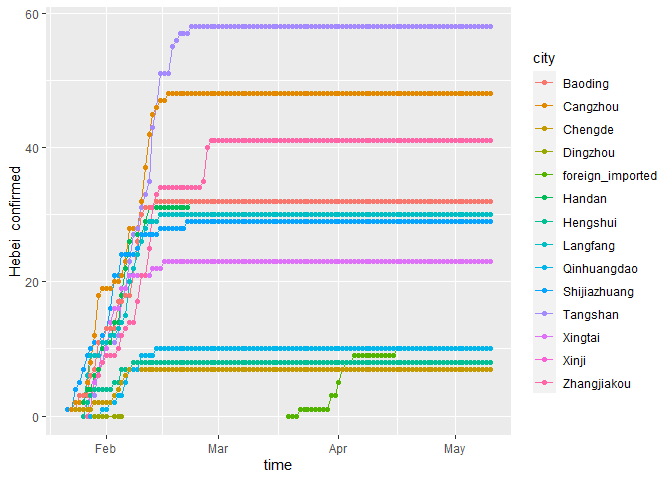 60
40
20
0
Hebei confirmed
Feb
Mar
Apr
May
time
city
Baoding
Cangzhou
Chengde
Dingzhou
foreign_imported
Handan
Hengshui
Langfang
Qinhuangdao
Shijiazhuang
Tangshan
Xingtai
Xinji
Zhangjiakou